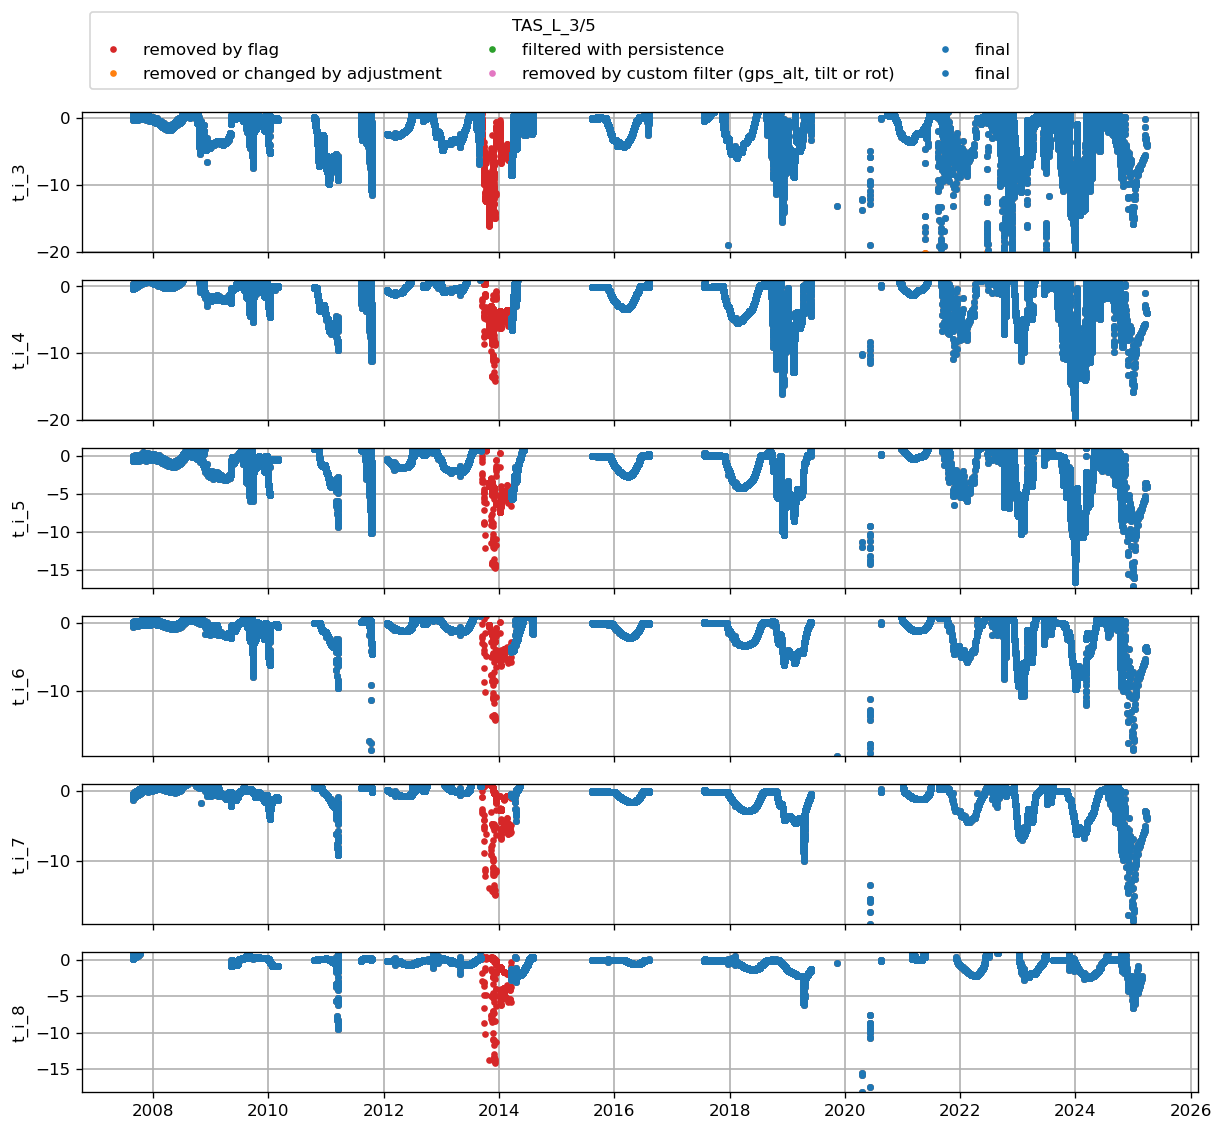 TAS_L_3/5
removed by flag
filtered with persistence
final
removed or changed by adjustment
removed by custom filter (gps_alt, tilt or rot)
final
0
−10
−20
t_i_3
0
−10
−20
t_i_4
0
−5
−10
−15
t_i_5
0
−10
t_i_6
0
−10
t_i_7
0
−5
−10
−15
t_i_8
2008 2010 2012 2014 2016 2018 2020 2022 2024 2026